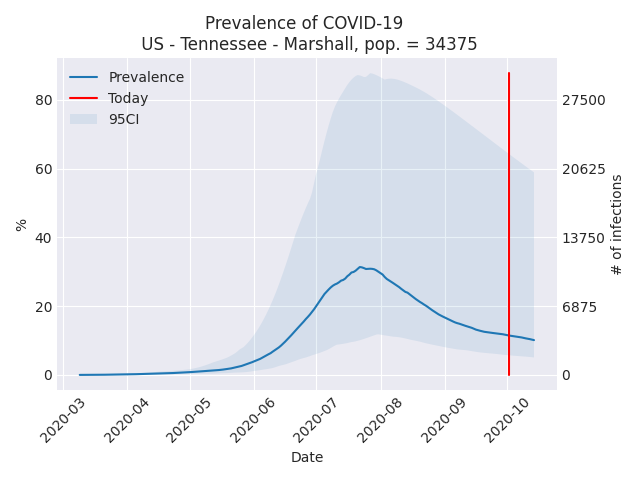 Prevalence of COVID-19
US - Tennessee - Marshall, pop. = 34375
Prevalence
Today
95CI
80
60
40
20
0
%
27500
20625
13750
6875
0
# of infections
2020-03
2020-04
2020-05
2020-06
2020-07
2020-08
2020-09
2020-10
Date